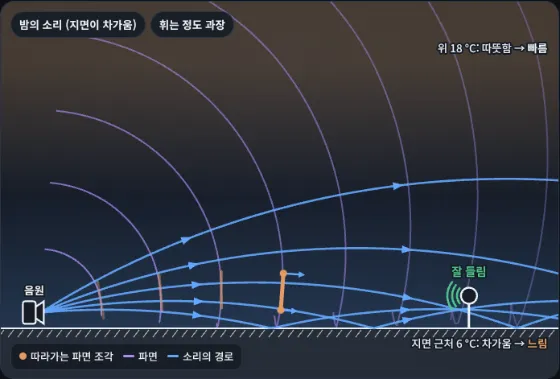 밤의 소리 (지면이 차가움)
휘는 정도 과장
위 18 °C: 따뜻함 → 빠름
잘 들림
음원
지면 근처 6 °C: 차가움 → 느림
따라가는 파면 조각
파면
소리의 경로